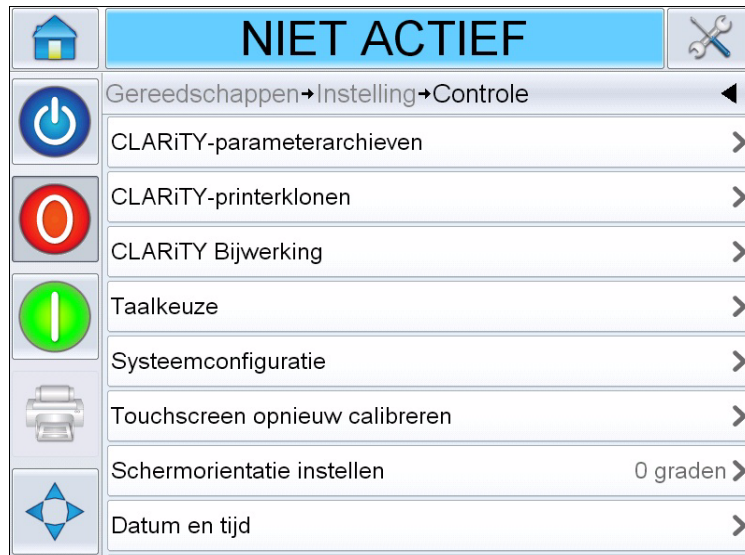 NIET ACTIEF
Gereedschappen→Instelling→Controle
CLARiTY-parameterarchieven
CLARiTY-printerklonen
CLARiTY Bijwerking
Taalkeuze
Systeemconfiguratie
Touchscreen opnieuw calibreren
Schermorientatie instellen 0 graden
Datum en tijd